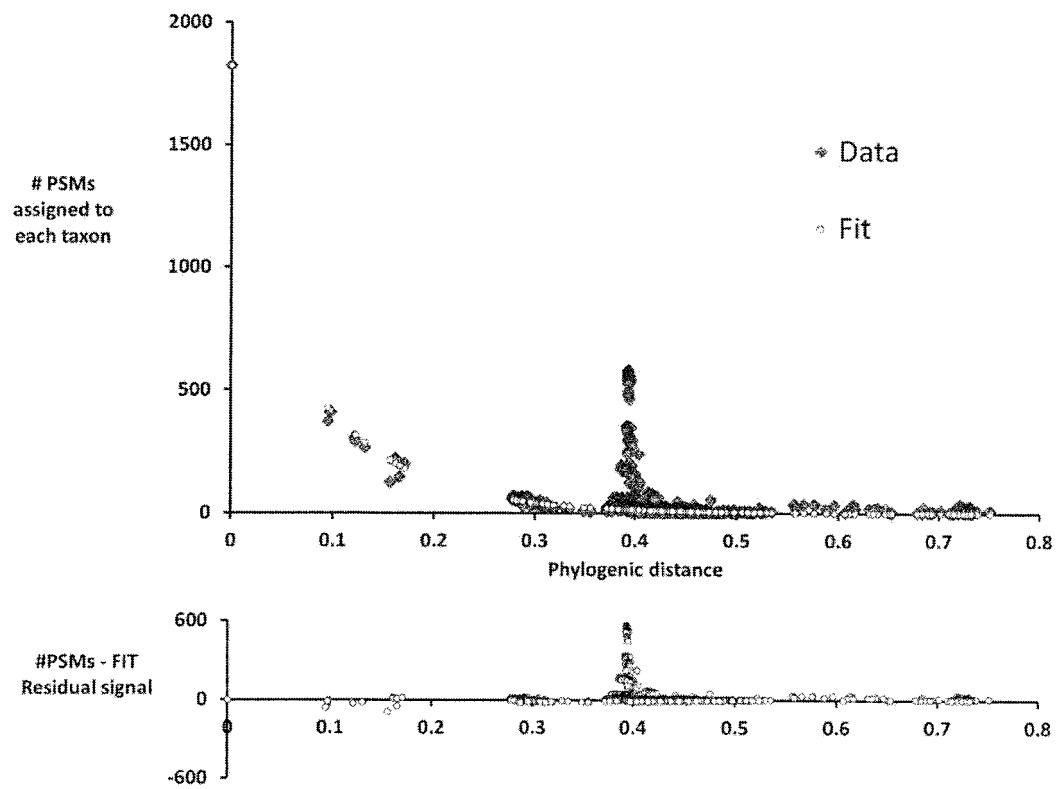 2000
1500
1000
500
0
# PSMs
assigned to
each taxon
Data
Fit
0 0.1 0.2 0.3 0.4 0.5 0.6 0.7 0.8
Phylogenic distance
600
0
-600
#PSMs - FIT
Residual signal
0 0.1 0.2 0.3 0.4 0.5 0.6 0.7 0.8